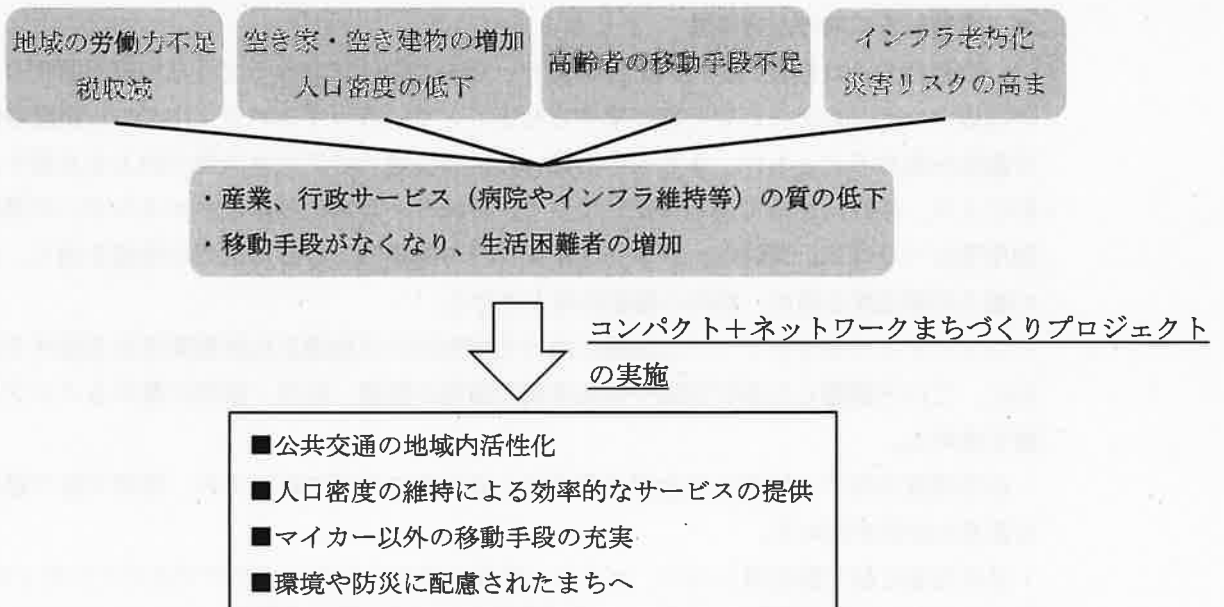 地域の労働力不足
税収減
空き家・空き建物の増加
人口密度の低下
高齢者の移動手段不足
インフラ老朽化
災害リスクの高ま
・産業、行政サービス（病院やインフラ維持等）の質の低下
・移動手段がなくなり、生活困難者の増加
コンパクト＋ネットワークまちづくりプロジェクト
の実施
■公共交通の地域内活性化
■人口密度の維持による効率的なサービスの提供
■マイカー以外の移動手段の充実
■環境や防災に配慮されたまちへ